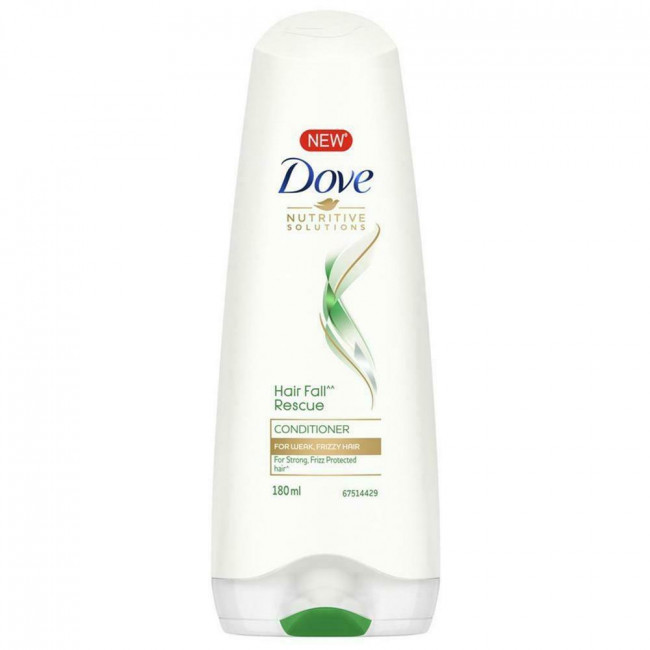 NEW*
Dove
NUTRITIVE
SOLUTIONS
Hair Fall^^
Rescue
CONDITIONER
FOR WEAK, FRIZZY HAIR
For Strong, Frizz Protected
hair^
180ml 67514429